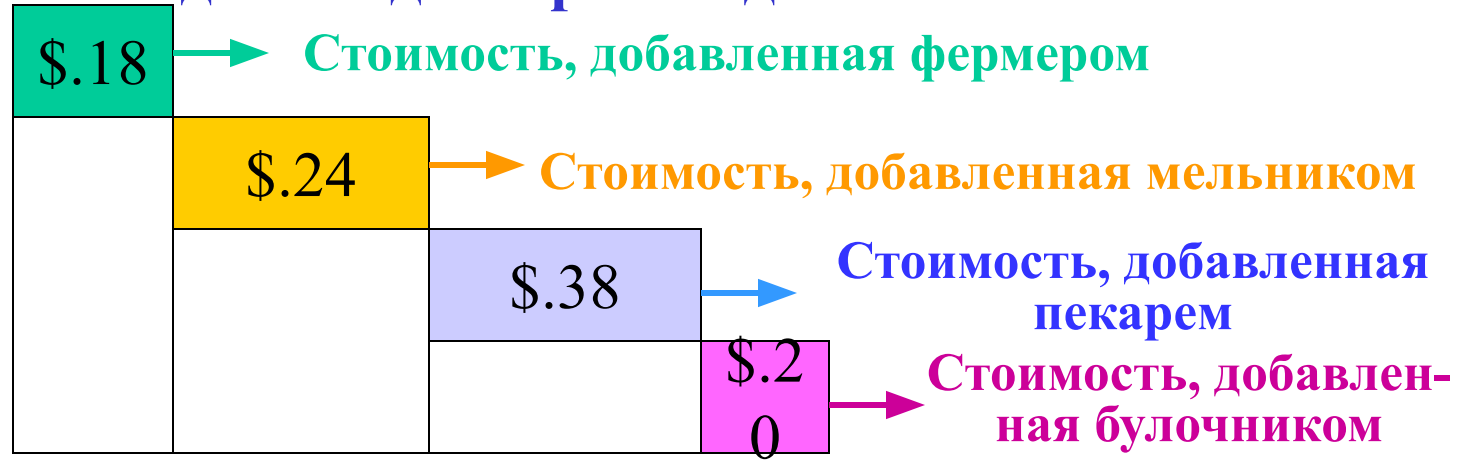 $.18
Стоимость, добавленная фермером
$.24
Стоимость, добавленная мельником
$.38
Стоимость, добавленная
пекарем
$.2
0
Стоимость, добавлен-
ная булочником